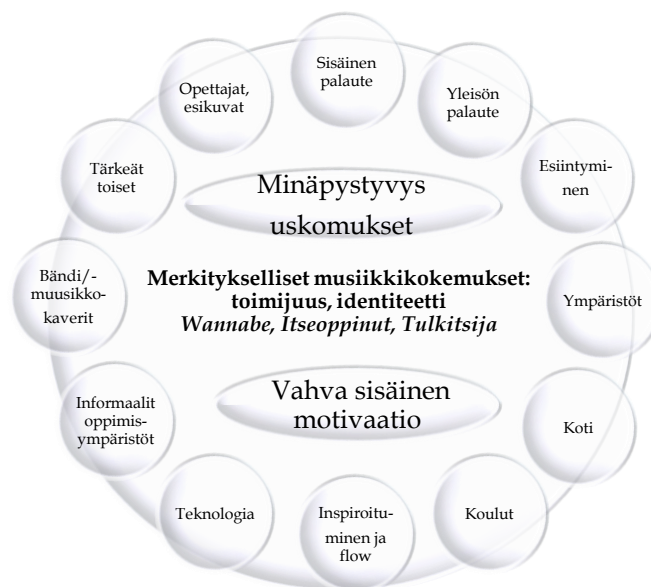 Sisäinen
palaute
Yleisön
palaute
Esiintymi-
nen
Ympäristöt
Koti
Koulut
Inspiroitu-
minen ja
flow
Teknologia
Informaalit
oppimis-
ympäristöt
Bändi/-
muusikko-
kaverit
Tärkeät
toiset
Opettajat,
esikuvat
Minäpystyvys
uskomukset
Merkitykselliset musiikkikokemukset:
toimijuus, identiteetti
Wannabe, Itseoppinut, Tulkitsija
Vahva sisäinen
motivaatio